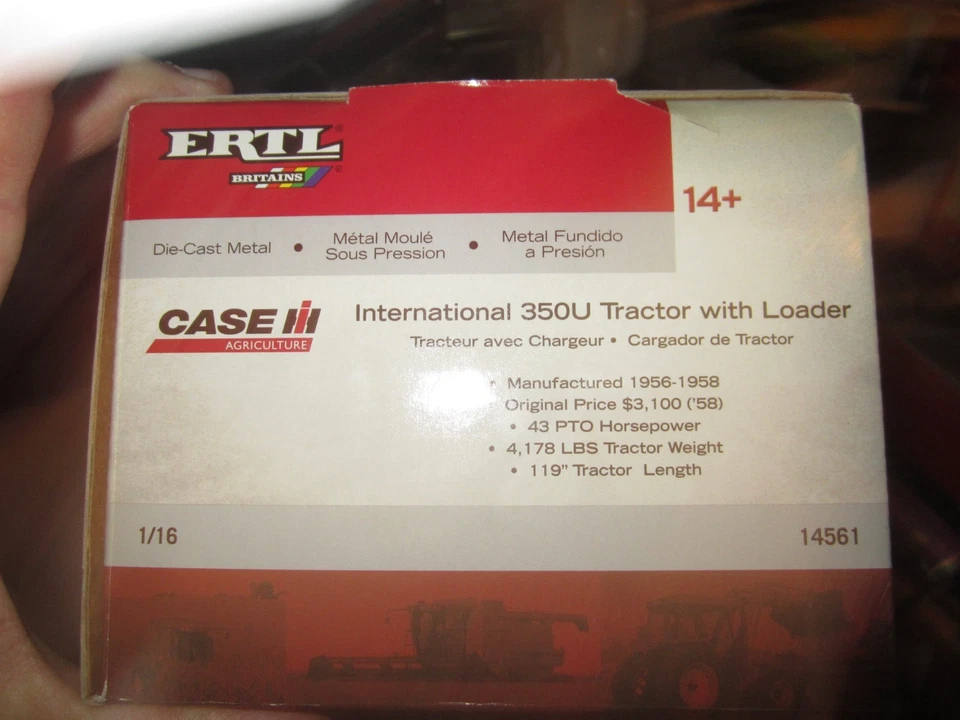 ERTL®
BRITAINS®
14+
Die-Cast Metal • Métal Moulé Sous Pression • Metal Fundido a Presión
CASE IH
AGRICULTURE
International 350U Tractor with Loader
Tracteur avec Chargeur • Cargador de Tractor
• Manufactured 1956-1958
Original Price $3,100 ('58)
• 43 PTO Horsepower
• 4,178 LBS Tractor Weight
• 119” Tractor Length
1/16
14561